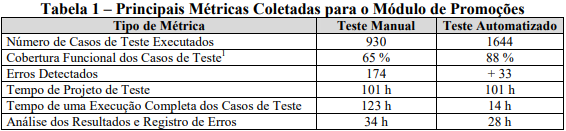 Tabela 1 – Principais Métricas Coletadas para o Módulo de Promoções
Tipo de Métrica Teste Manual Teste Automatizado
Número de Casos de Teste Executados 930 1644
Cobertura Funcional dos Casos de Teste¹ 65 % 88 %
Erros Detectados 174 + 33
Tempo de Projeto de Teste 101 h 101 h
Tempo de uma Execução Completa dos Casos de Teste 123 h 14 h
Análise dos Resultados e Registro de Erros 34 h 28 h